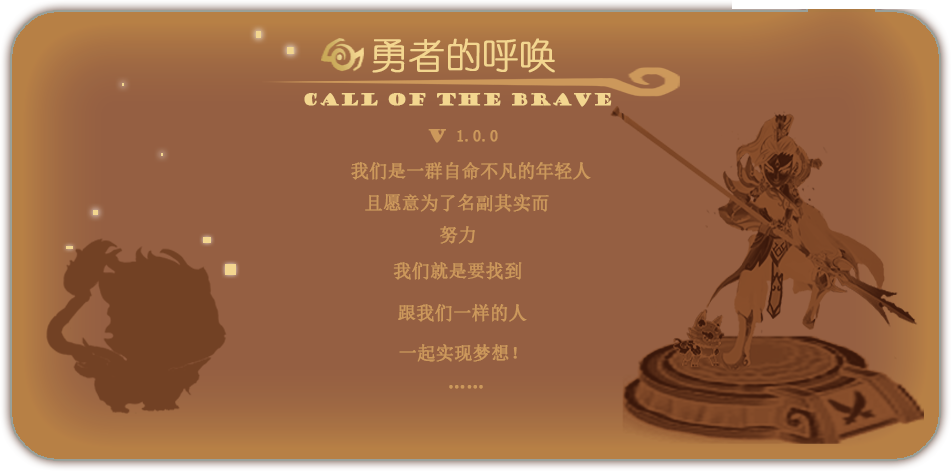 勇者的呼唤
CALL OF THE BRAVE
V 1.0.0
我们是一群自命不凡的年轻人
且愿意为了名副其实而
努力
我们就是要找到
跟我们一样的人
一起实现梦想！
……